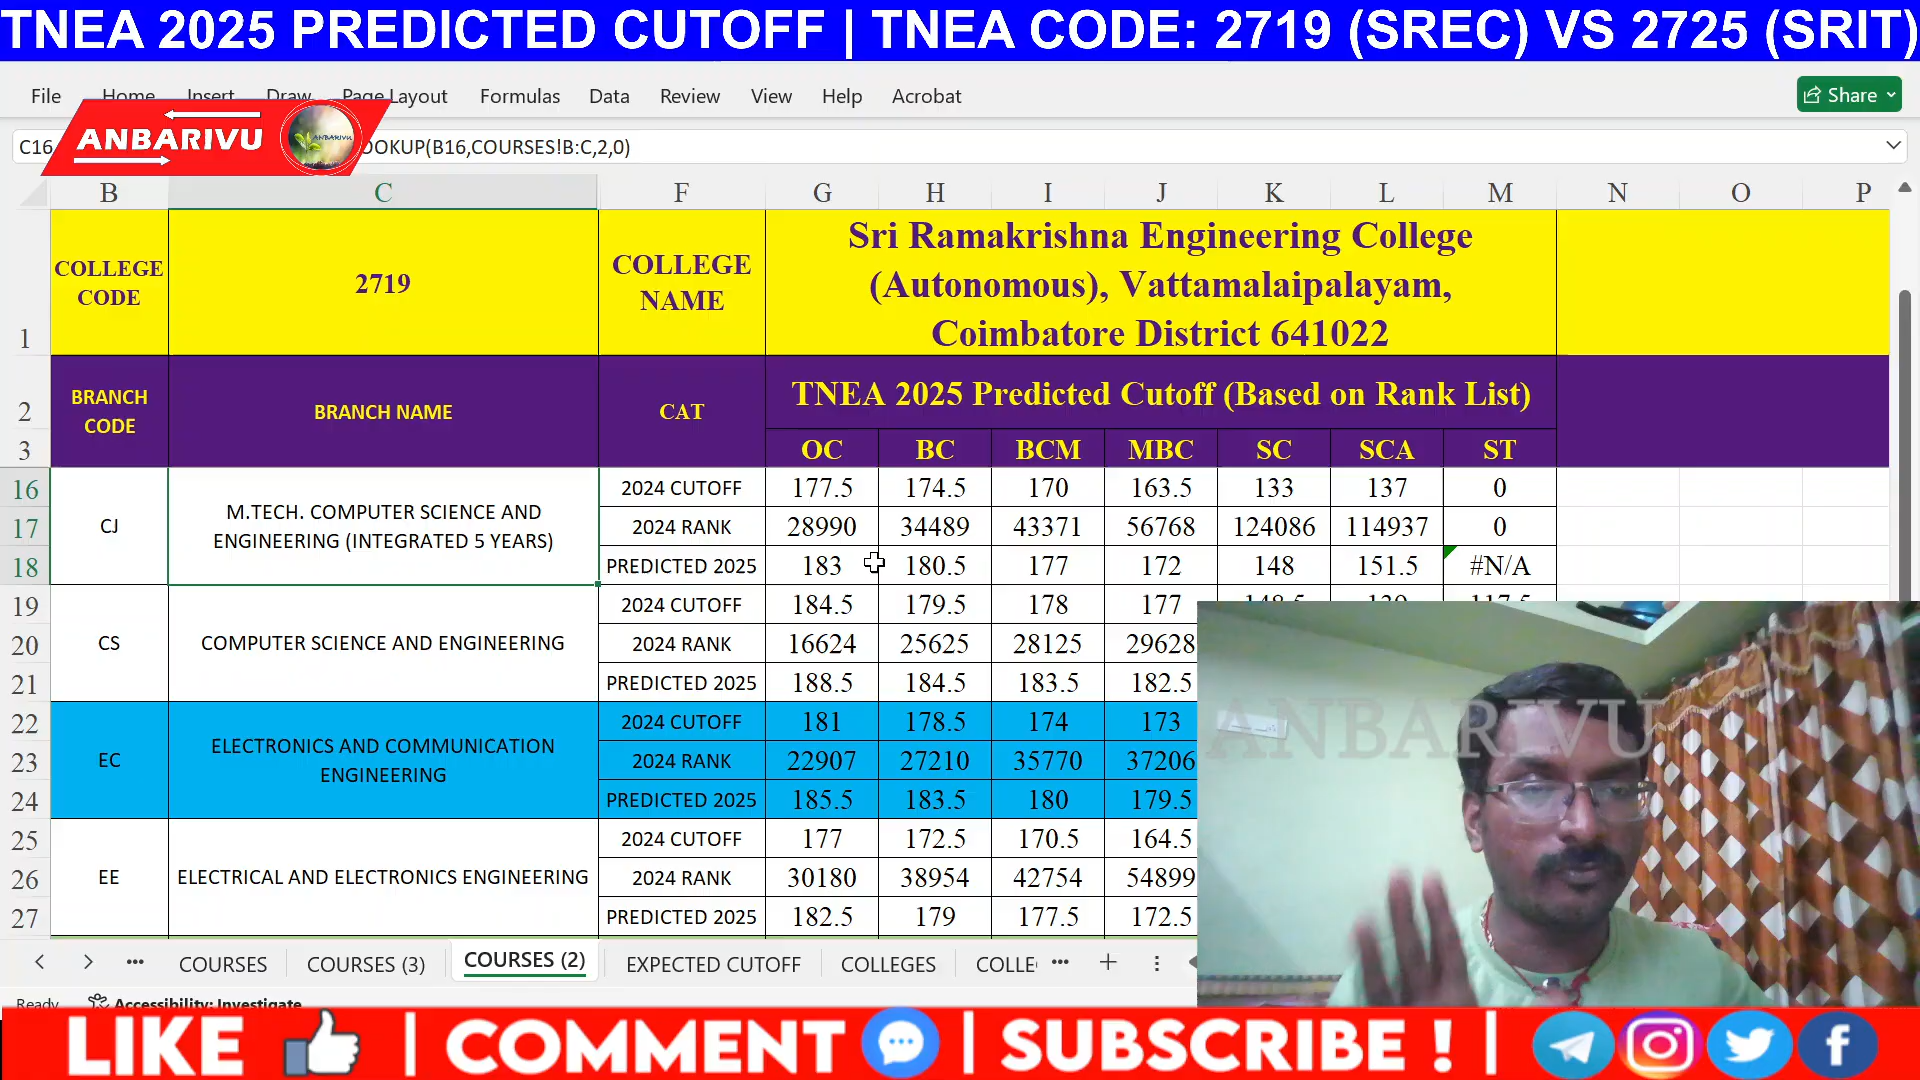 TNEA 2025 PREDICTED CUTOFF | TNEA CODE: 2719 (SREC) VS 2725 (SRIT)
File Home Insert Draw Page Layout Formulas Data Review View Help Acrobat Share
ANBARIVU
ANBARIVU
C16 OOKUP(B16,COURSES!B:C,2,0)
B C F G H I J K L M N O P
1 COLLEGE CODE 2719 COLLEGE NAME Sri Ramakrishna Engineering College
(Autonomous), Vattamalaipalayam,
Coimbatore District 641022
2 BRANCH CODE BRANCH NAME CAT TNEA 2025 Predicted Cutoff (Based on Rank List)
3 OC BC BCM MBC SC SCA ST
16 2024 CUTOFF 177.5 174.5 170 163.5 133 137 0
17 CJ M.TECH. COMPUTER SCIENCE AND ENGINEERING (INTEGRATED 5 YEARS) 2024 RANK 28990 34489 43371 56768 124086 114937 0
18 PREDICTED 2025 183 180.5 177 172 148 151.5 #N/A
19 2024 CUTOFF 184.5 179.5 178 177 148.5 139 117.5
20 CS COMPUTER SCIENCE AND ENGINEERING 2024 RANK 16624 25625 28125 29628
21 PREDICTED 2025 188.5 184.5 183.5 182.5
22 2024 CUTOFF 181 178.5 174 173
23 EC ELECTRONICS AND COMMUNICATION ENGINEERING 2024 RANK 22907 27210 35770 37206
24 PREDICTED 2025 185.5 183.5 180 179.5
25 2024 CUTOFF 177 172.5 170.5 164.5
26 EE ELECTRICAL AND ELECTRONICS ENGINEERING 2024 RANK 30180 38954 42754 54899
27 PREDICTED 2025 182.5 179 177.5 172.5
ANBARIVU
COURSES COURSES (3) COURSES (2) EXPECTED CUTOFF COLLEGES COLLE
Ready Accessibility: Investigate
LIKE | COMMENT | SUBSCRIBE ! |